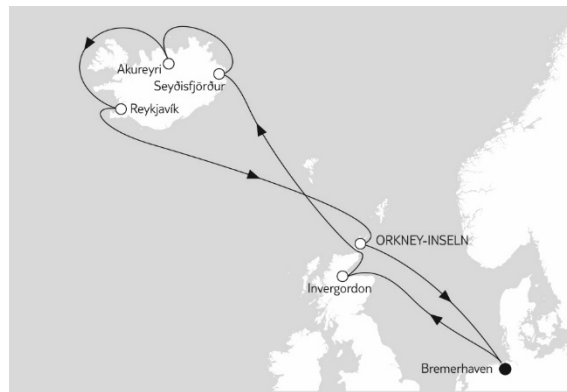 Akureyri
Seyðisfjörður
Reykjavík
ORKNEY-INSELN
Invergordon
Bremerhaven